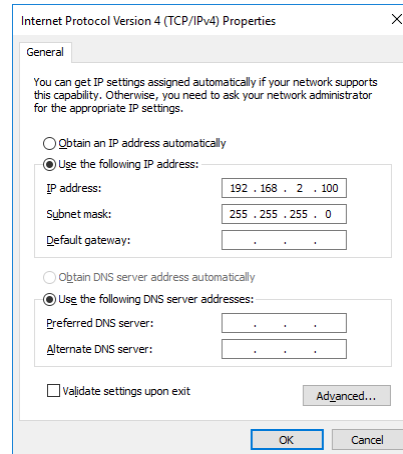 Internet Protocol Version 4 (TCP/IPv4) Properties
General
You can get IP settings assigned automatically if your network supports
this capability. Otherwise, you need to ask your network administrator
for the appropriate IP settings.
Obtain an IP address automatically
Use the following IP address:
IP address: 192 . 168 . 2 . 100
Subnet mask: 255 . 255 . 255 . 0
Default gateway: . . .
Obtain DNS server address automatically
Use the following DNS server addresses:
Preferred DNS server: . . .
Alternate DNS server: . . .
Validate settings upon exit
Advanced...
OK Cancel